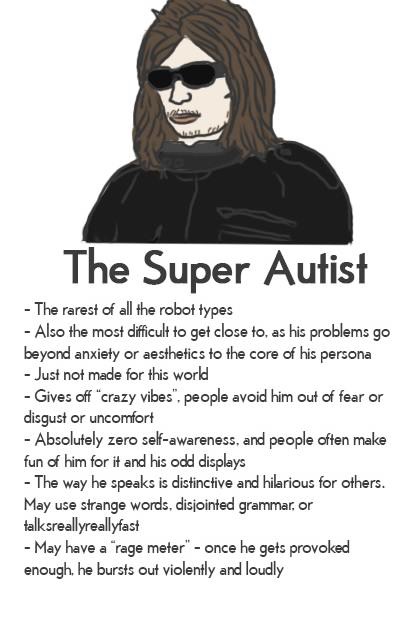 The Super Autist
- The rarest of all the robot types
- Also the most difficult to get close to, as his problems go
beyond anxiety or aesthetics to the core of his persona
- Just not made for this world
- Gives off "crazy vibes", people avoid him out of fear or
disgust or uncomfort
- Absolutely zero self-awareness, and people often make
fun of him for it and his odd displays
- The way he speaks is distinctive and hilarious for others.
May use strange words, disjointed grammar, or
talksreallyreallyfast
- May have a "rage meter" - once he gets provoked
enough, he bursts out violently and loudly